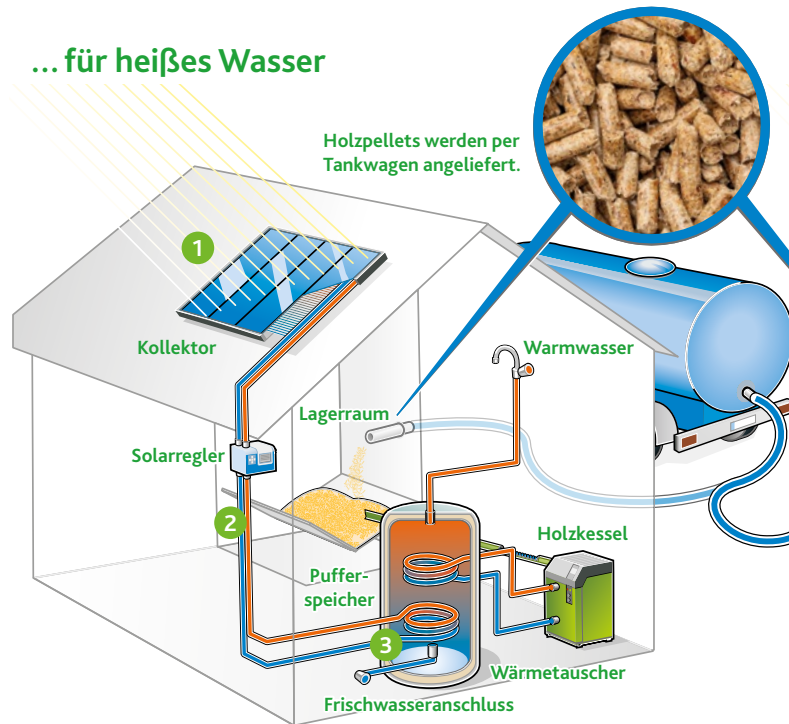 ... für heißes Wasser
Holzpellets werden per
Tankwagen angeliefert.
1
Kollektor
Warmwasser
Lagerraum
Solarregler
2
Holzkessel
Puffer-
speicher
3
Wärmetauscher
Frischwasseranschluss